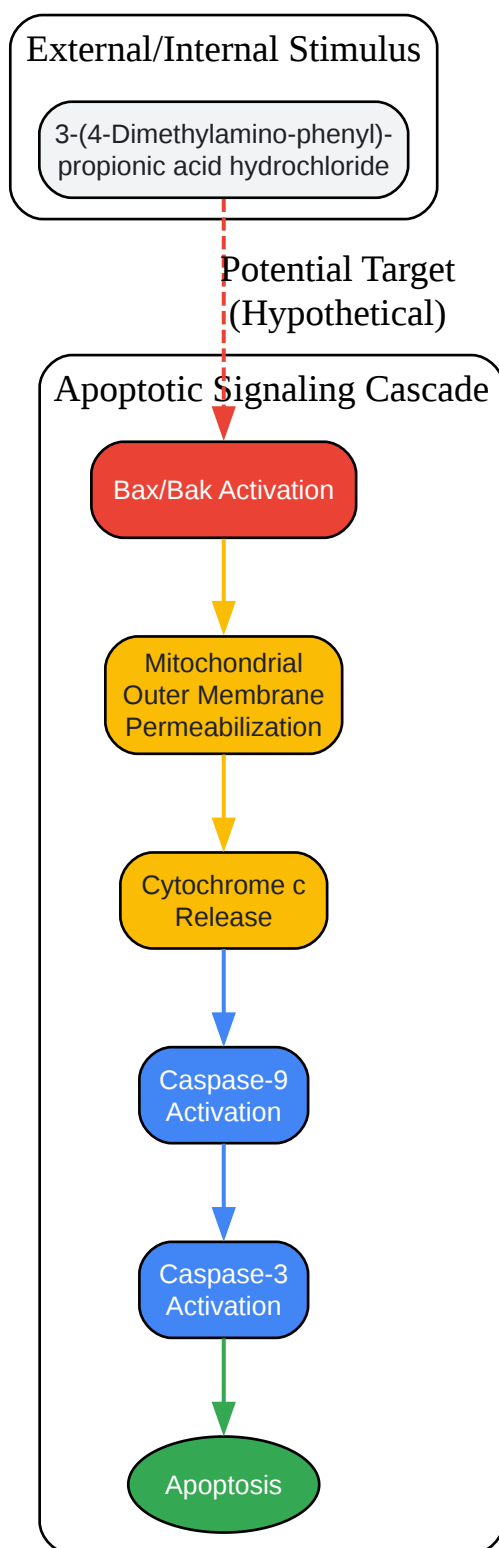 External/Internal Stimulus
3-(4-Dimethylamino-phenyl)-
propionic acid hydrochloride
Potential Target
(Hypothetical)
Apoptotic Signaling Cascade
Bax/Bak Activation
Mitochondrial
Outer Membrane
Permeabilization
Cytochrome c
Release
Caspase-9
Activation
Caspase-3
Activation
Apoptosis